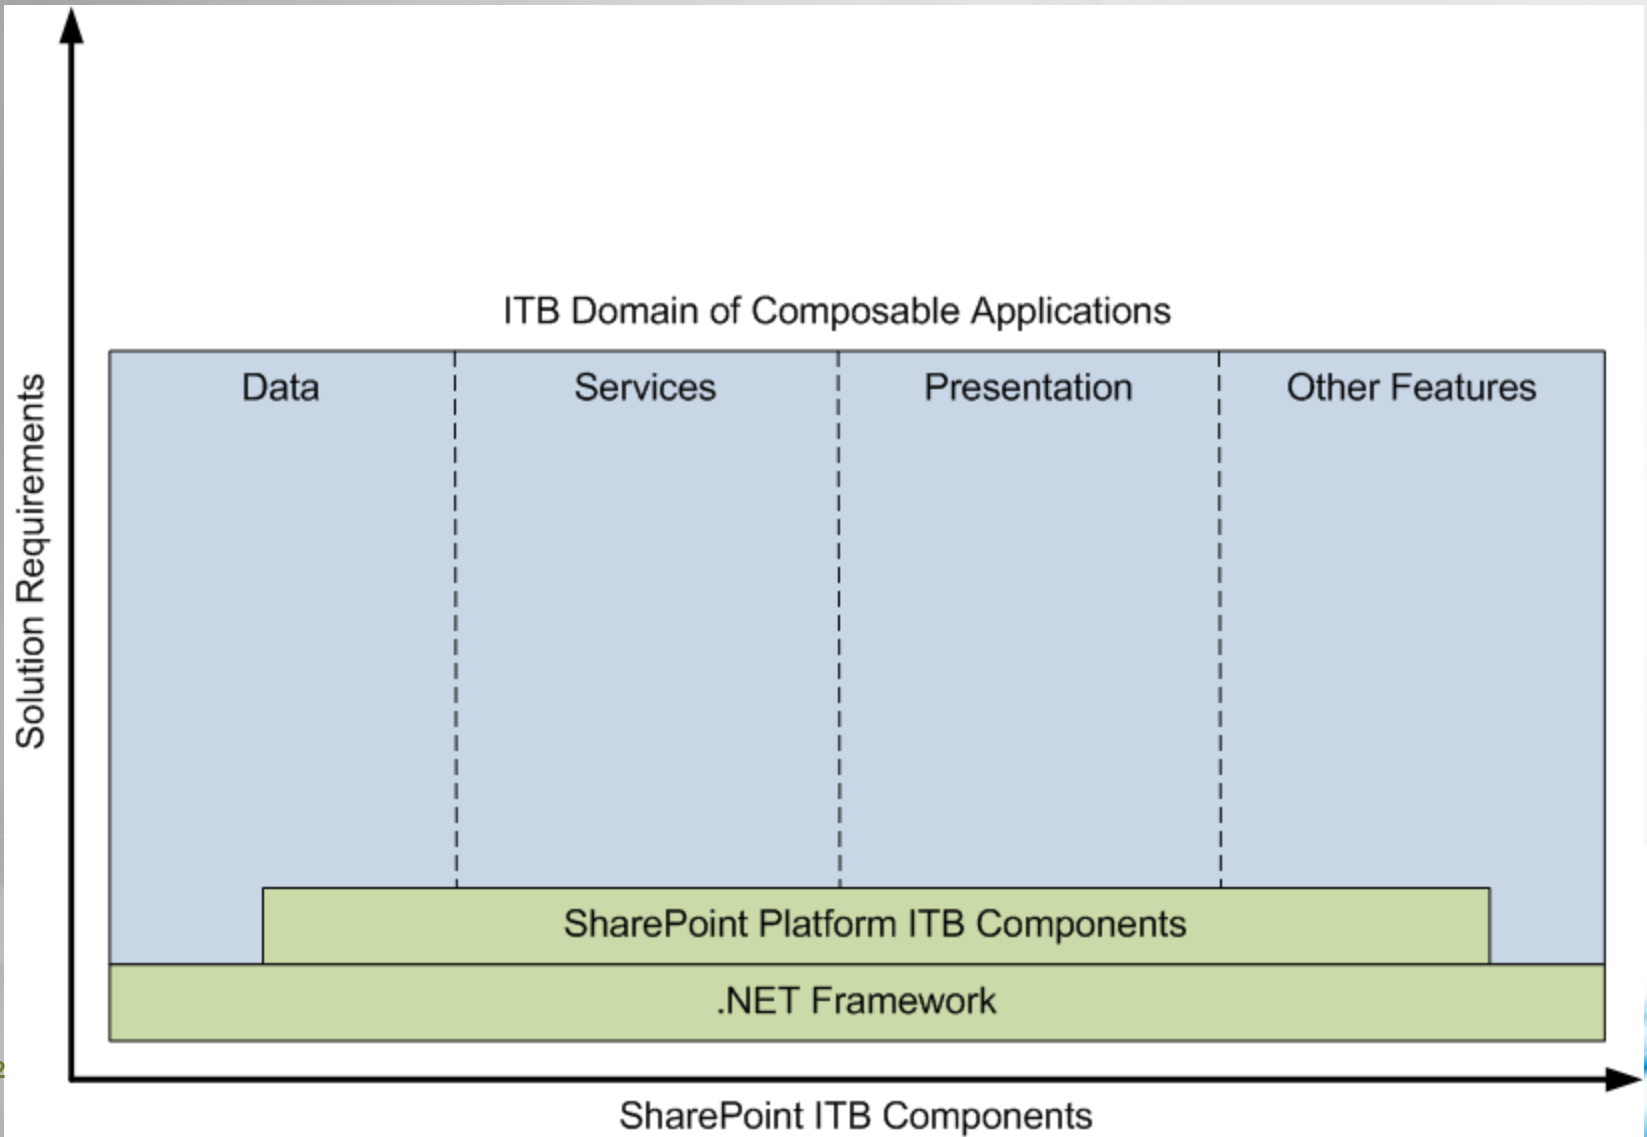 ITB Domain of Composable Applications
Data
Services
Presentation
Other Features
Solution Requirements
SharePoint Platform ITB Components
.NET Framework
2
SharePoint ITB Components